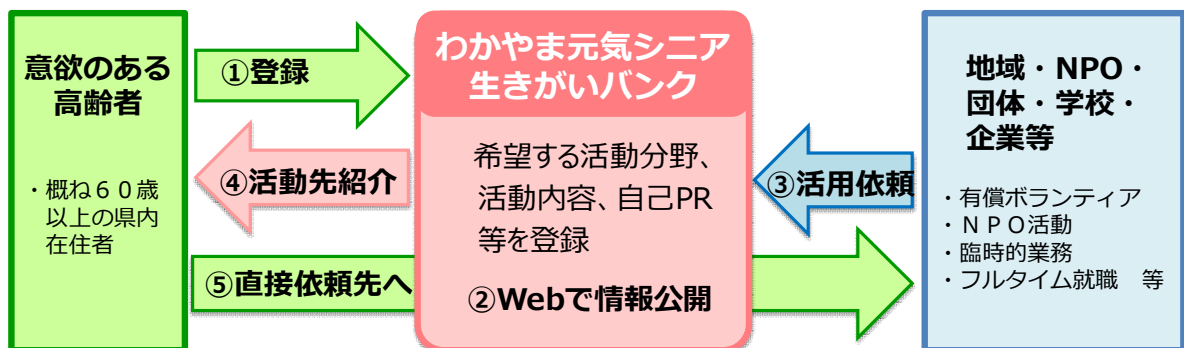 意欲のある
高齢者
・概ね６０歳
以上の県内
在住者
①登録
④活動先紹介
⑤直接依頼先へ
わかやま元気シニア
生きがいバンク
希望する活動分野、
活動内容、自己PR
等を登録
②Webで情報公開
③活用依頼
地域・NPO・
団体・学校・
企業等
・有償ボランティア
・ＮＰＯ活動
・臨時的業務
・フルタイム就職　等